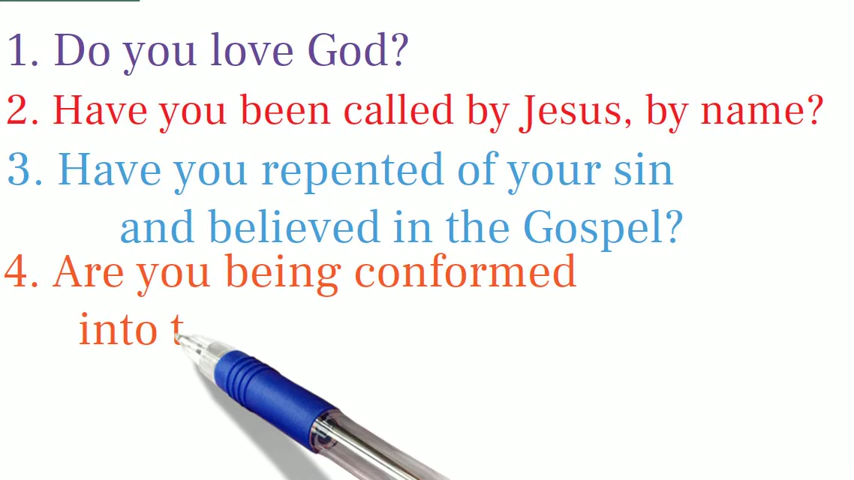 1. Do you love God?
2. Have you been called by Jesus, by name?
3. Have you repented of your sin
and believed in the Gospel?
4. Are you being conformed
into t